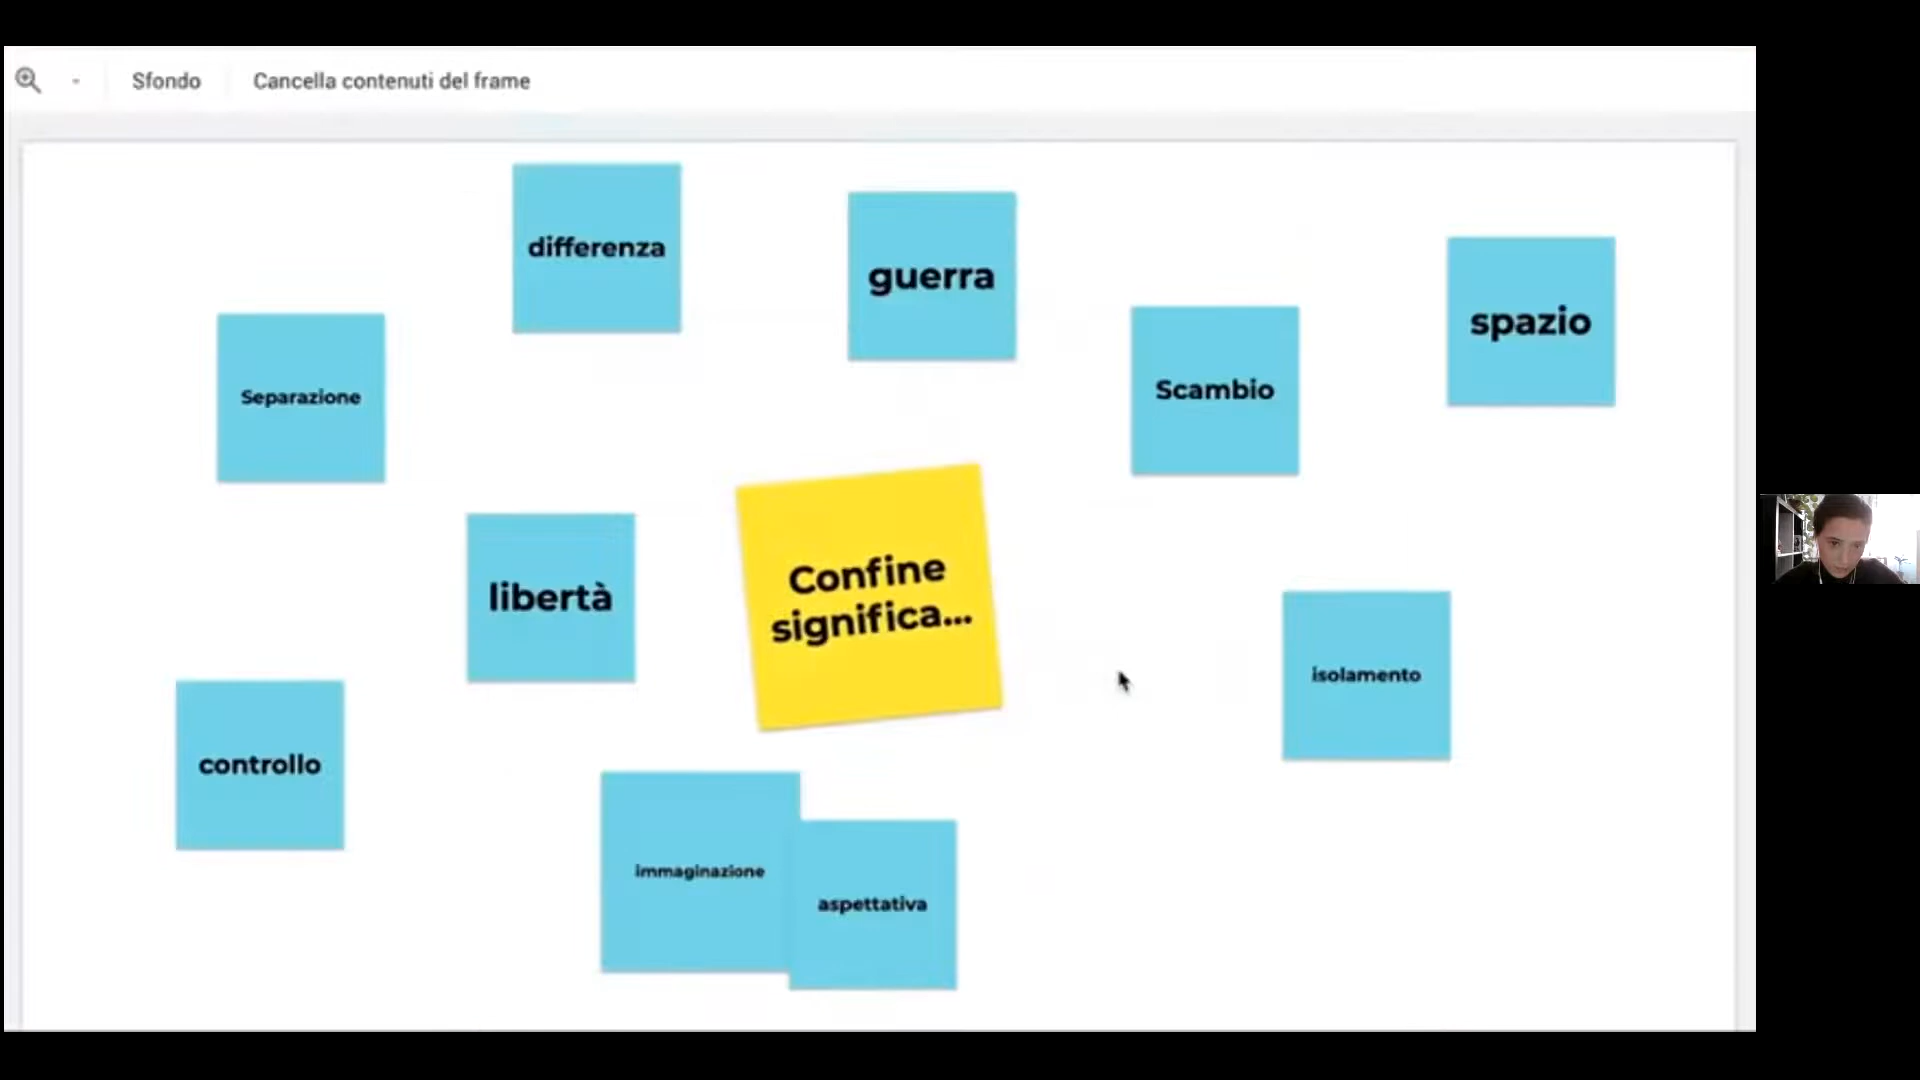 Sfondo
Cancella contenuti del frame
differenza
guerra
spazio
Separazione
Scambio
libertà
Confine
significa...
isolamento
controllo
immaginazione
aspettativa